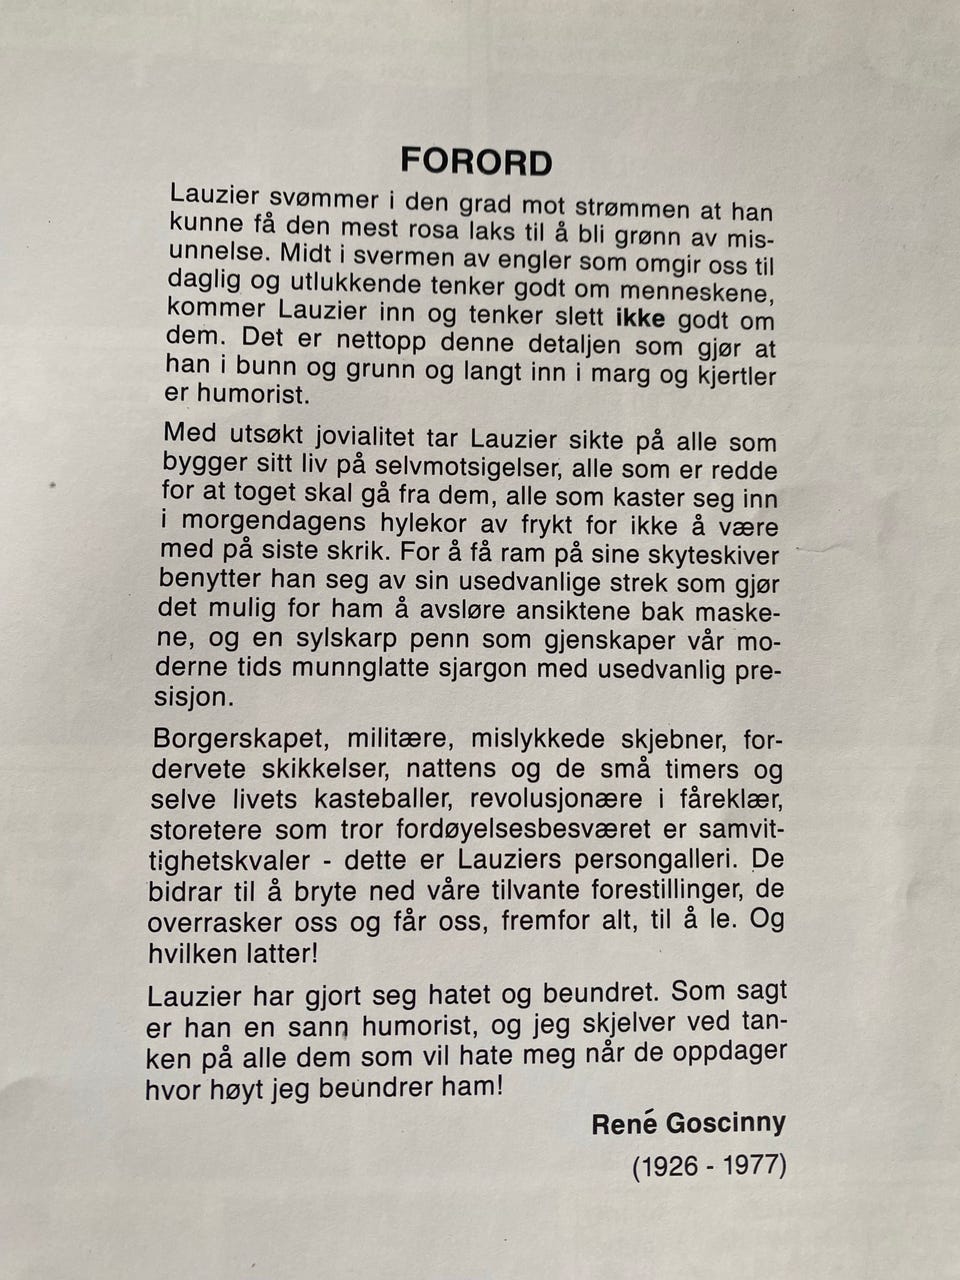 FORORD
Lauzier svømmer i den grad mot strømmen at han
kunne få den mest rosa laks til å bli grønn av mis-
unnelse. Midt i svermen av engler som omgir oss til
daglig og utlukkende tenker godt om menneskene,
kommer Lauzier inn og tenker slett ikke godt om
dem. Det er nettopp denne detaljen som gjør at
han i bunn og grunn og langt inn i marg og kjertler
er humorist.
Med utsøkt jovialitet tar Lauzier sikte på alle som
bygger sitt liv på selvmotsigelser, alle som er redde
for at toget skal gå fra dem, alle som kaster seg inn
i morgendagens hylekor av frykt for ikke å være
med på siste skrik. For å få ram på sine skyteskiver
benytter han seg av sin usedvanlige strek som gjør
det mulig for ham å avsløre ansiktene bak maske-
ne, og en sylskarp penn som gjenskaper vår mo-
derne tids munnglatte sjargon med usedvanlig pre-
sisjon.
Borgerskapet, militære, mislykkede skjebner, for-
dervete skikkelser, nattens og de små timers og
selve livets kasteballer, revolusjonære i fåreklær,
storetere som tror fordøyelsesbesværet er samvit-
tighetskvaler - dette er Lauziers persongalleri. De
bidrar til å bryte ned våre tilvante forestillinger, de
overrasker oss og får oss, fremfor alt, til å le. Og
hvilken latter!
Lauzier har gjort seg hatet og beundret. Som sagt
er han en sann humorist, og jeg skjelver ved tan-
ken på alle dem som vil hate meg når de oppdager
hvor høyt jeg beundrer ham!
René Goscinny
(1926 - 1977)